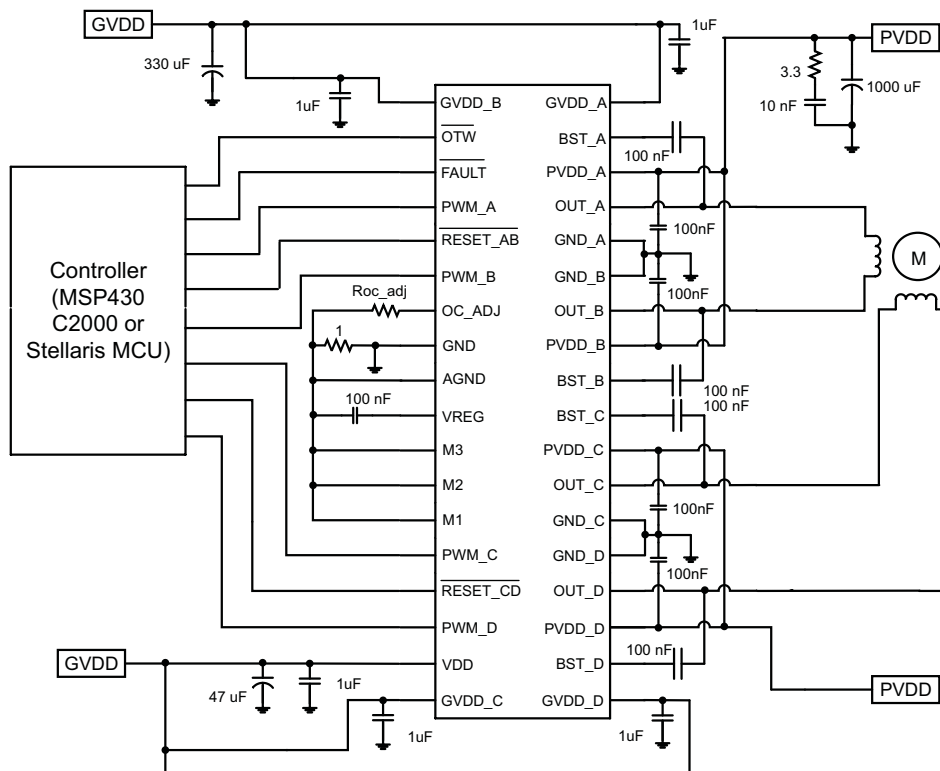 GVDD
330 uF
1uF
1uF
PVDD
3.3
10 nF
1000 uF
Controller
(MSP430
C2000 or
Stellaris MCU)
GVDD_B
OTW
FAULT
PWM_A
RESET_AB
PWM_B
OC_ADJ
GND
AGND
VREG
M3
M2
M1
PWM_C
RESET_CD
PWM_D
VDD
GVDD_C
GVDD_A
BST_A
PVDD_A
OUT_A
GND_A
GND_B
OUT_B
PVDD_B
BST_B
BST_C
PVDD_C
OUT_C
GND_C
GND_D
OUT_D
PVDD_D
BST_D
GVDD_D
Roc_adj
1
100 nF
100 nF
100nF
100nF
M
100 nF
100 nF
100nF
100nF
100 nF
GVDD
47 uF
1uF
1uF
1uF
PVDD